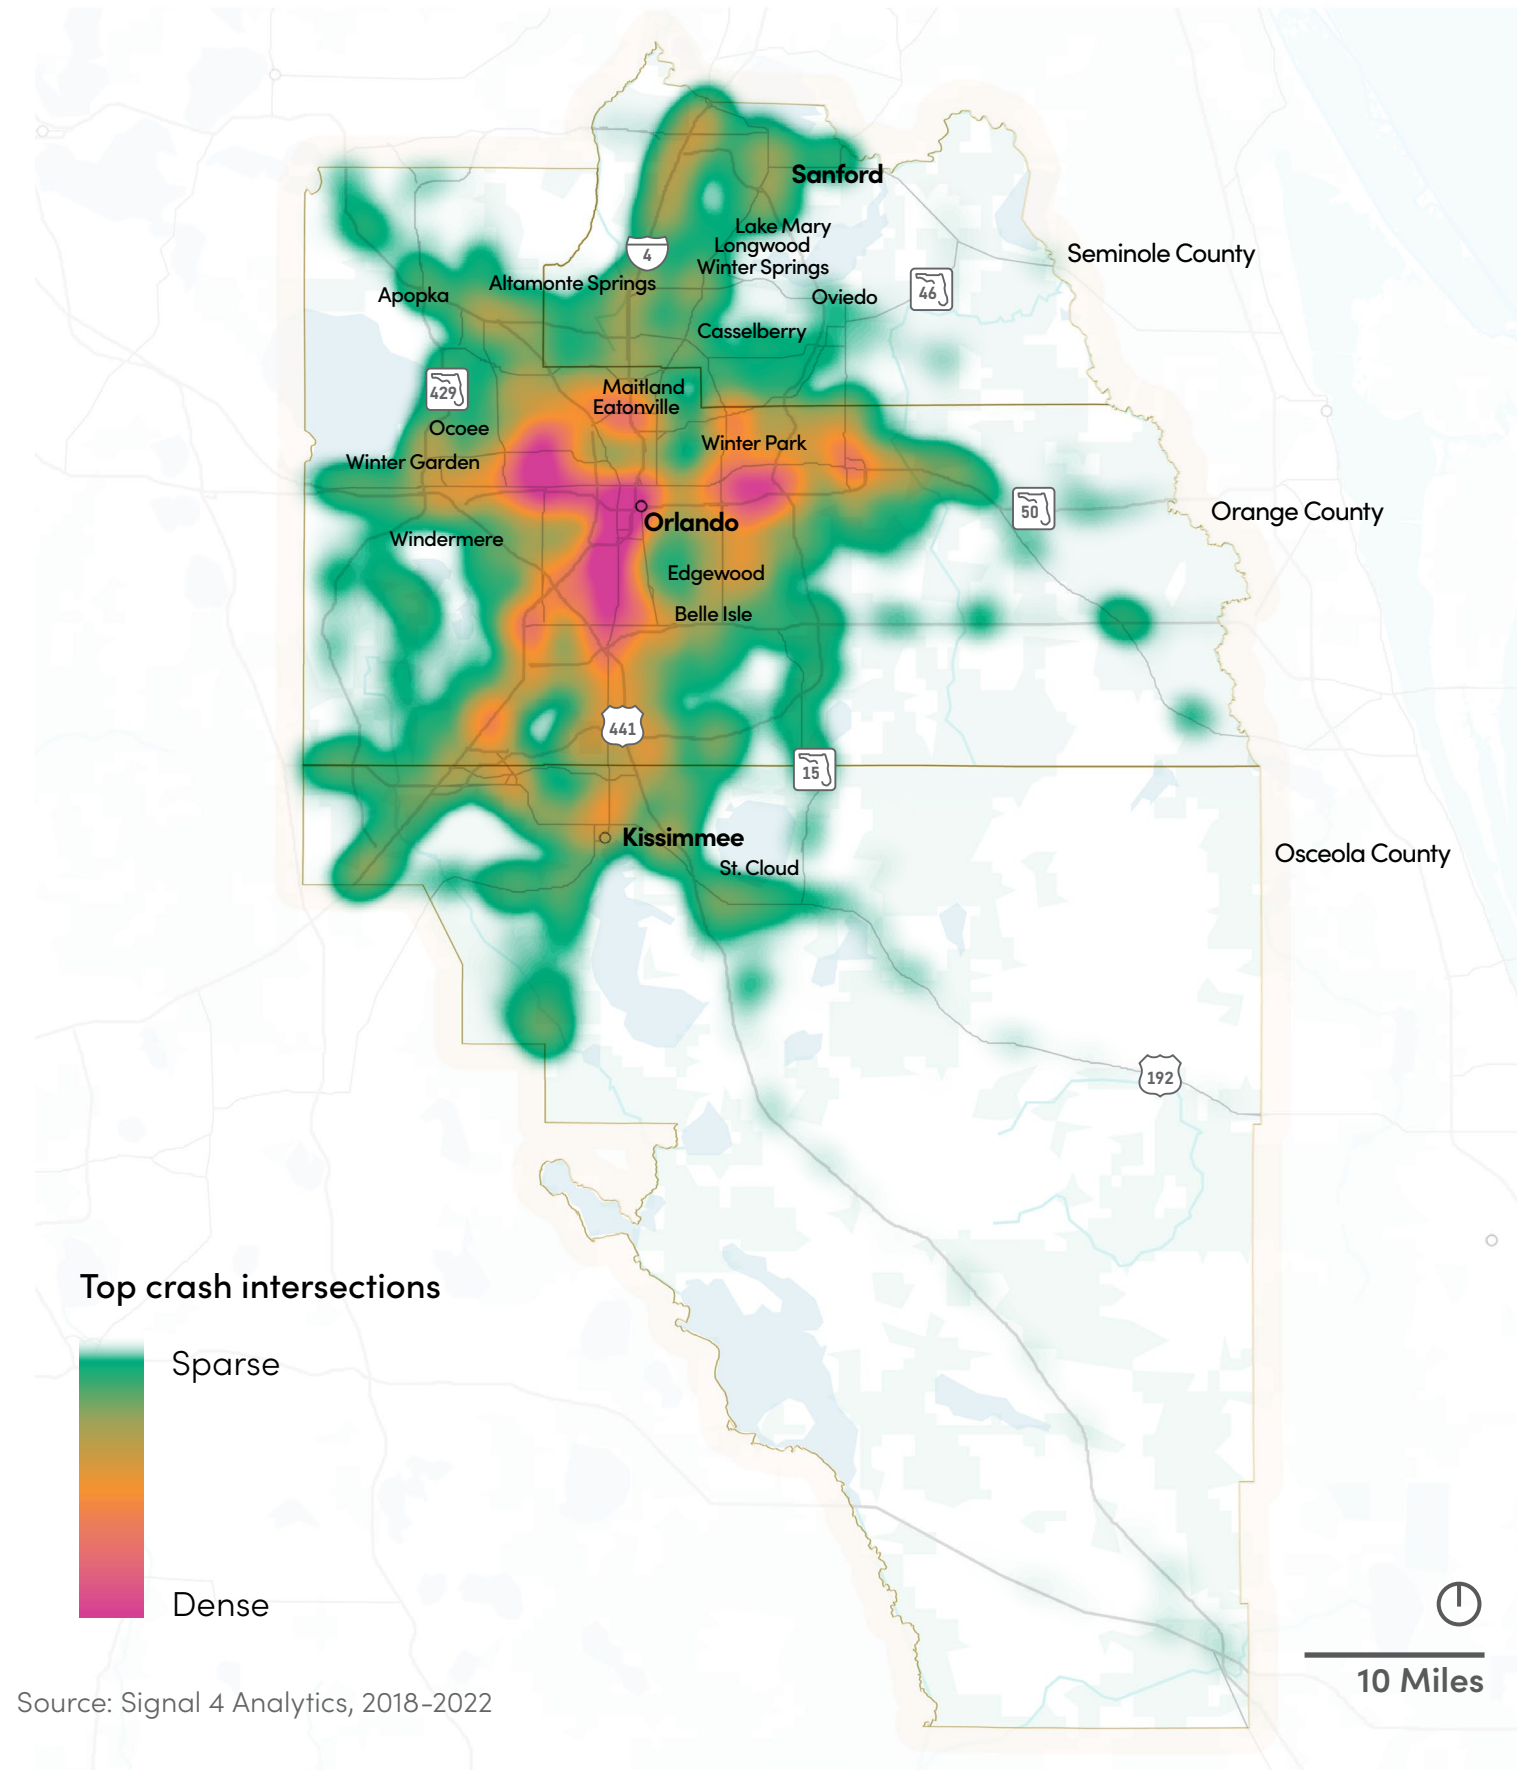 Sanford
Lake Mary
Longwood
Winter Springs
4
Seminole County
Altamonte Springs
Apopka
Oviedo
46
Casselberry
Maitland
Eatonville
429
Ocoee
Winter Park
Winter Garden
50
Orange County
Orlando
Windermere
Edgewood
Belle Isle
441
15
Kissimmee
St. Cloud
Osceola County
192
Top crash intersections
Sparse
Dense
10 Miles
Source: Signal 4 Analytics, 2018-2022